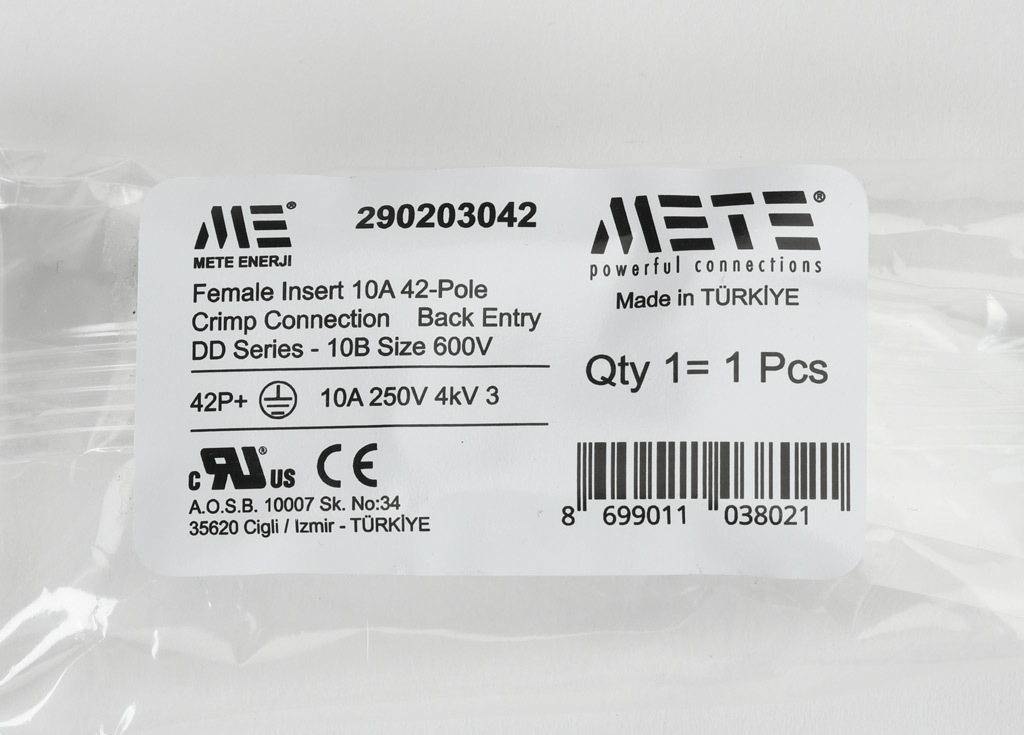 ME®
METE ENERJI
290203042
Female Insert 10A 42-Pole
Crimp Connection Back Entry
DD Series - 10B Size 600V
42P+ 10A 250V 4kV 3
c RU® US CE
A.O.S.B. 10007 Sk. No:34
35620 Cigli / Izmir - TÜRKİYE
METE®
powerful connections
Made in TÜRKİYE
Qty 1= 1 Pcs
8 699011 038021